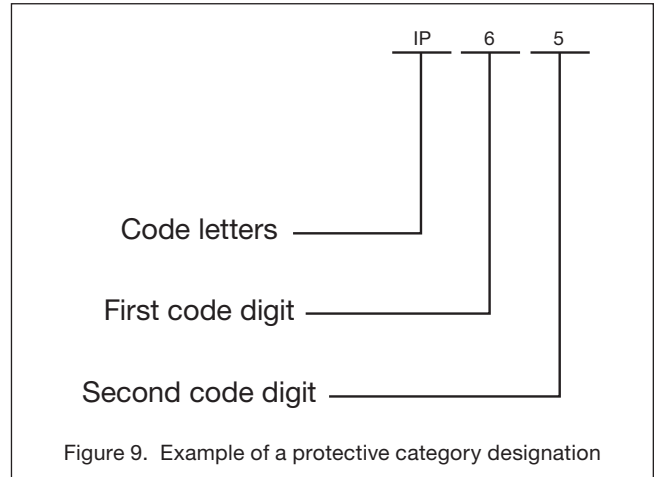 IP 6 5
Code letters
First code digit
Second code digit
Figure 9. Example of a protective category designation